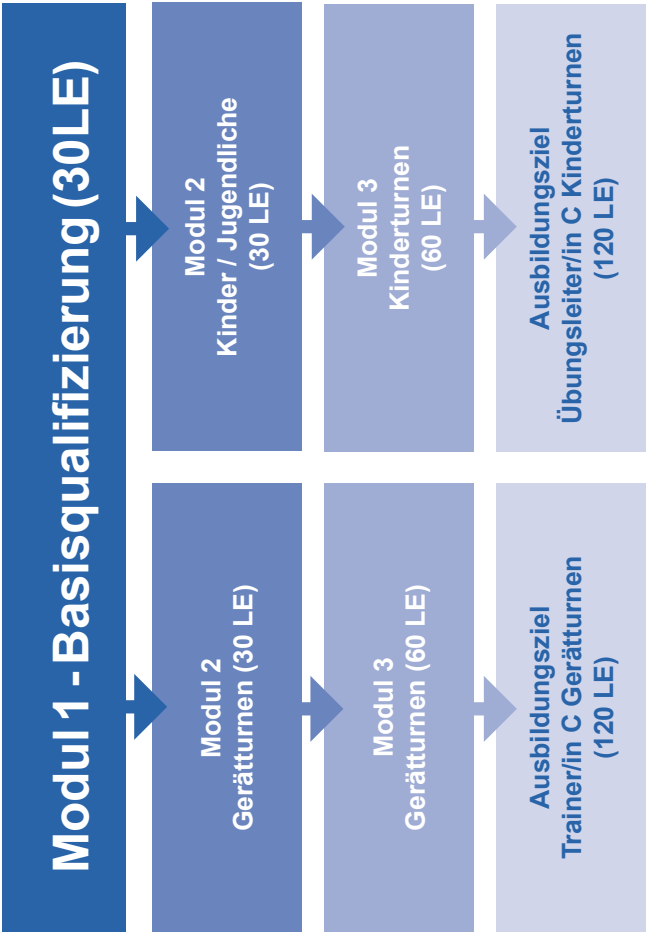 Modul 1 - Basisqualifizierung (30LE)
Modul 2
Gerätturnen (30 LE)
Modul 3
Gerätturnen (60 LE)
Ausbildungsziel
Trainer/in C Gerätturnen
(120 LE)
Modul 2
Kinder / Jugendliche
(30 LE)
Modul 3
Kinderturnen
(60 LE)
Ausbildungsziel
Übungsleiter/in C Kinderturnen
(120 LE)